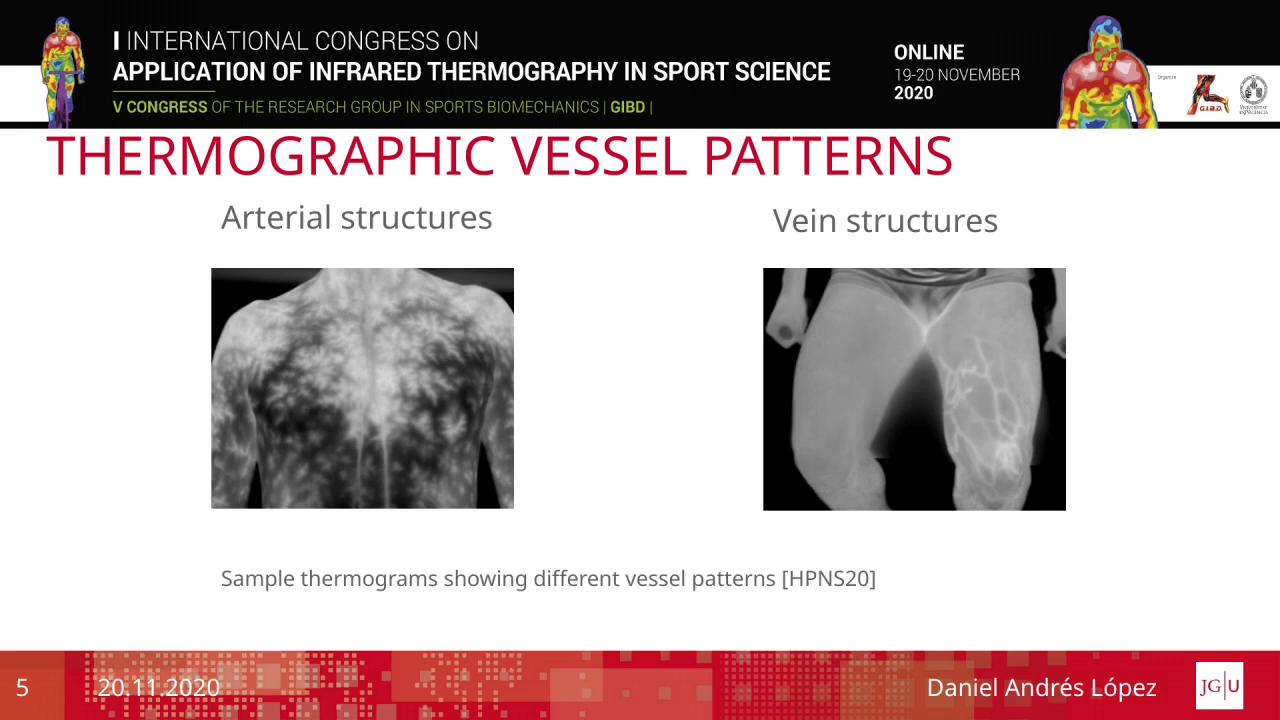 I INTERNATIONAL CONGRESS ON
APPLICATION OF INFRARED THERMOGRAPHY IN SPORT SCIENCE
V CONGRESS OF THE RESEARCH GROUP IN SPORTS BIOMECHANICS | GIBD |
ONLINE
19-20 NOVEMBER
2020
Organize
G.I.B.D.
THERMOGRAPHIC VESSEL PATTERNS
Arterial structures
Vein structures
Sample thermograms showing different vessel patterns [HPNS20]
5
20.11.2020
Daniel Andrés López
JG|U